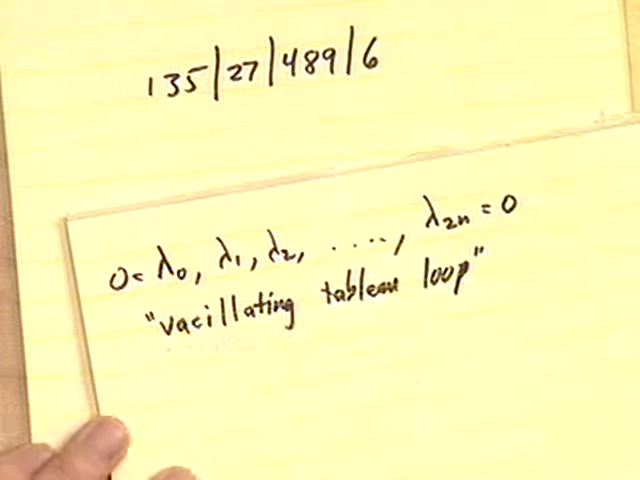 135|27|489|6
0= λ₀, λ₁, λ₂, ...., λ₂ₙ = 0
"vacillating tableau loop"